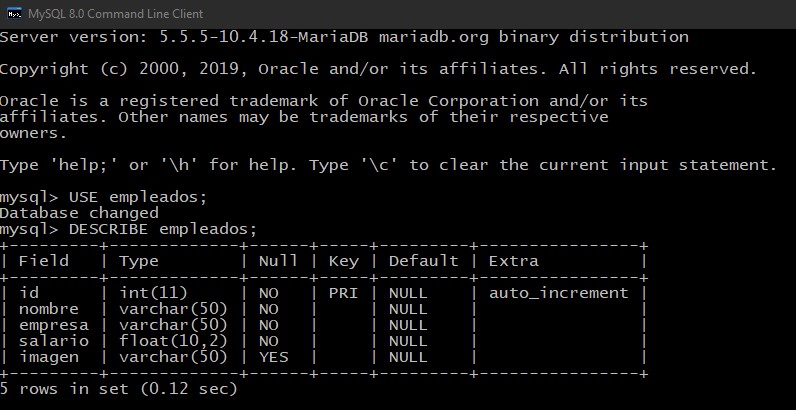 MySQL 8.0 Command Line Client
Server version: 5.5.5-10.4.18-MariaDB mariadb.org binary distribution
Copyright (c) 2000, 2019, Oracle and/or its affiliates. All rights reserved.
Oracle is a registered trademark of Oracle Corporation and/or its
affiliates. Other names may be trademarks of their respective
owners.
Type 'help;' or '\h' for help. Type '\c' to clear the current input statement.
mysql> USE empleados;
Database changed
mysql> DESCRIBE empleados;
+---------+-------------+------+-----+---------+----------------+
| Field   | Type        | Null | Key | Default | Extra          |
+---------+-------------+------+-----+---------+----------------+
| id      | int(11)     | NO   | PRI | NULL    | auto_increment |
| nombre  | varchar(50) | NO   |     | NULL    |                |
| empresa | varchar(50) | NO   |     | NULL    |                |
| salario | float(10,2) | NO   |     | NULL    |                |
| imagen  | varchar(50) | YES  |     | NULL    |                |
+---------+-------------+------+-----+---------+----------------+
5 rows in set (0.12 sec)